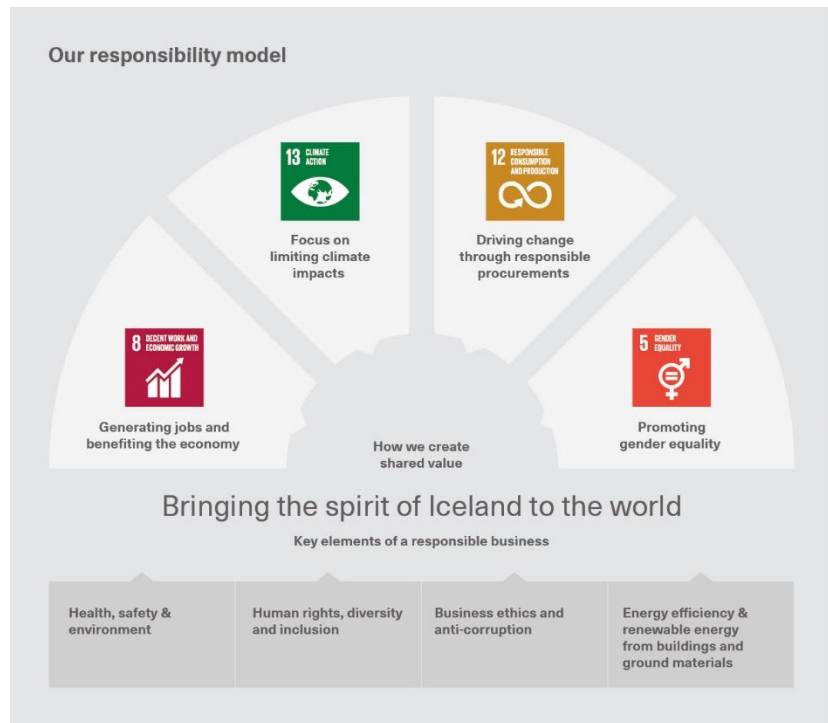 Our responsibility model
13 CLIMATE
ACTION
Focus on
limiting climate
impacts
12 RESPONSIBLE
CONSUMPTION
AND PRODUCTION
Driving change
through responsible
procurements
8 DECENT WORK AND
ECONOMIC GROWTH
Generating jobs and
benefiting the economy
5 GENDER
EQUALITY
Promoting
gender equality
How we create
shared value
Bringing the spirit of Iceland to the world
Key elements of a responsible business
Health, safety &
environment
Human rights, diversity
and inclusion
Business ethics and
anti-corruption
Energy efficiency &
renewable energy
from buildings and
ground materials